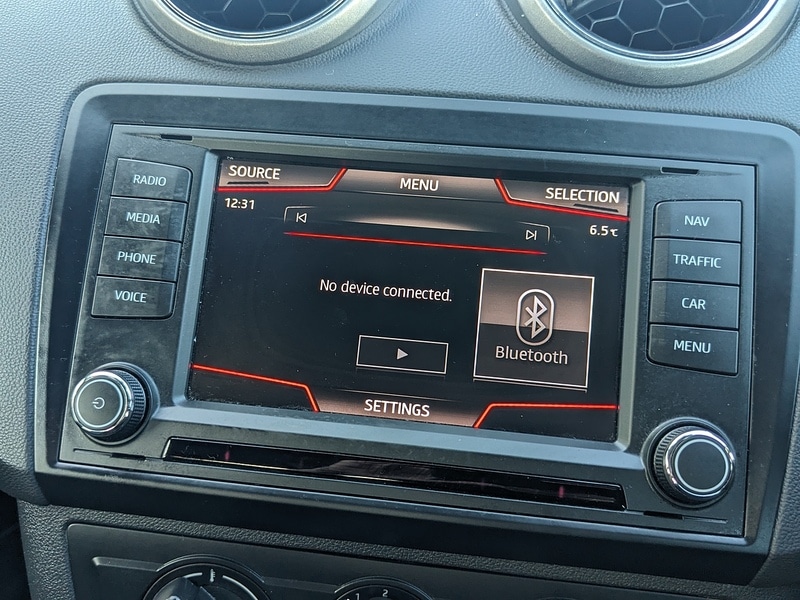 SOURCE
MENU
SELECTION
12:31
6.5℃
No device connected.
Bluetooth
SETTINGS
RADIO
MEDIA
PHONE
VOICE
NAV
TRAFFIC
CAR
MENU
2